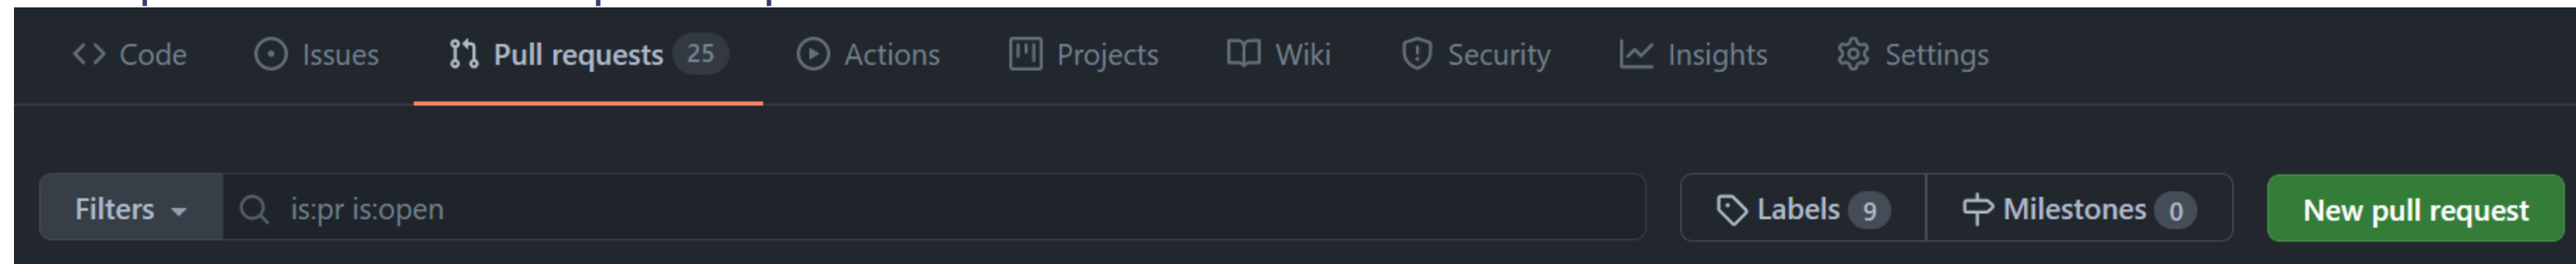 Code Issues Pull requests 25 Actions Projects Wiki Security Insights Settings
Filters is:pr is:open Labels 9 Milestones 0 New pull request